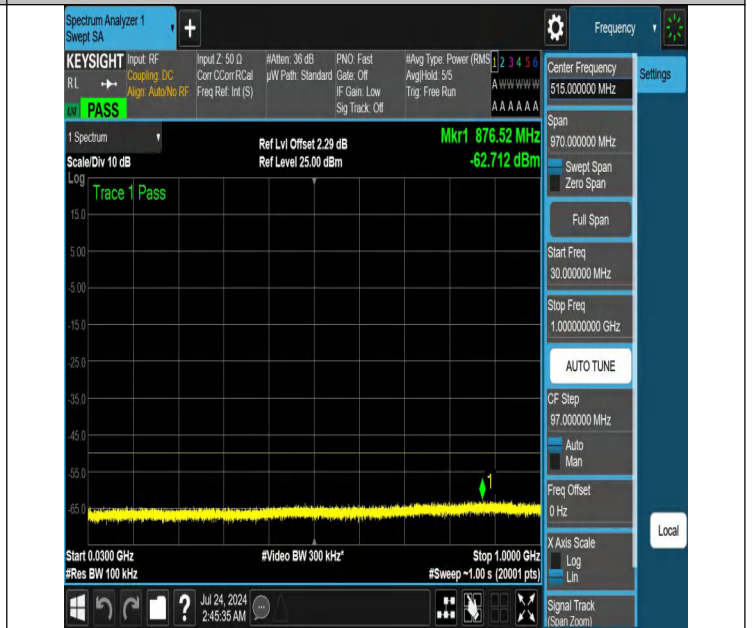 Spectrum Analyzer 1
Swept SA
+
Frequency
KEYSIGHT
RL
PASS
Input: RF
Coupling: DC
Align: Auto/No RF
Input Z: 50 Ω
Corr CCorr RCal
Freq Ref: Int (S)
#Atten: 36 dB
µW Path: Standard
PNO: Fast
Gate: Off
IF Gain: Low
Sig Track: Off
#Avg Type: Power (RMS
Avg|Hold: 5/5
Trig: Free Run
1 2 3 4 5 6
A W W W W W
A A A A A A
Center Frequency
515.000000 MHz
Settings
Span
970.000000 MHz
Swept Span
Zero Span
Full Span
Start Freq
30.000000 MHz
Stop Freq
1.000000000 GHz
AUTO TUNE
CF Step
97.000000 MHz
Auto
Man
Freq Offset
0 Hz
X Axis Scale
Log
Lin
Signal Track
(Span Zoom)
Local
1 Spectrum
Scale/Div 10 dB
Ref Lvl Offset 2.29 dB
Ref Level 25.00 dBm
Mkr1 876.52 MHz
-62.712 dBm
Log
Trace 1 Pass
15.0
5.00
-5.00
-15.0
-25.0
-35.0
-45.0
-55.0
-65.0
1
Start 0.0300 GHz
#Res BW 100 kHz
#Video BW 300 kHz*
Stop 1.0000 GHz
#Sweep ~1.00 s (20001 pts)
?
Jul 24, 2024
2:45:35 AM